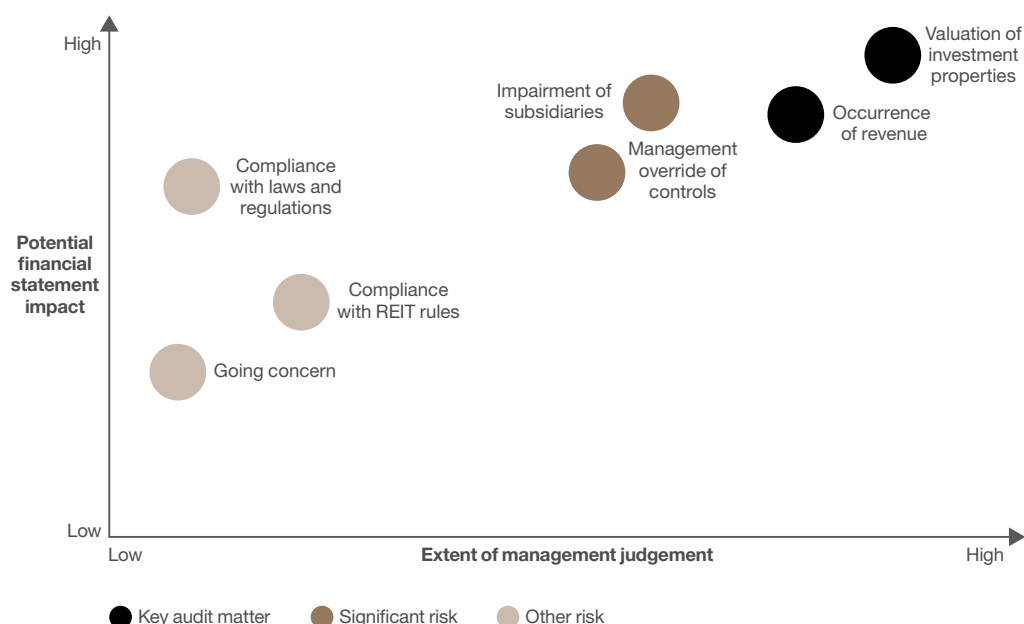 High
Valuation of
investment
properties
Impairment of
subsidiaries
Occurrence
of revenue
Management
override of
controls
Compliance
with laws and
regulations
Potential
financial
statement
impact
Compliance
with REIT rules
Going concern
Low
Low
Extent of management judgement
High
Key audit matter
Significant risk
Other risk